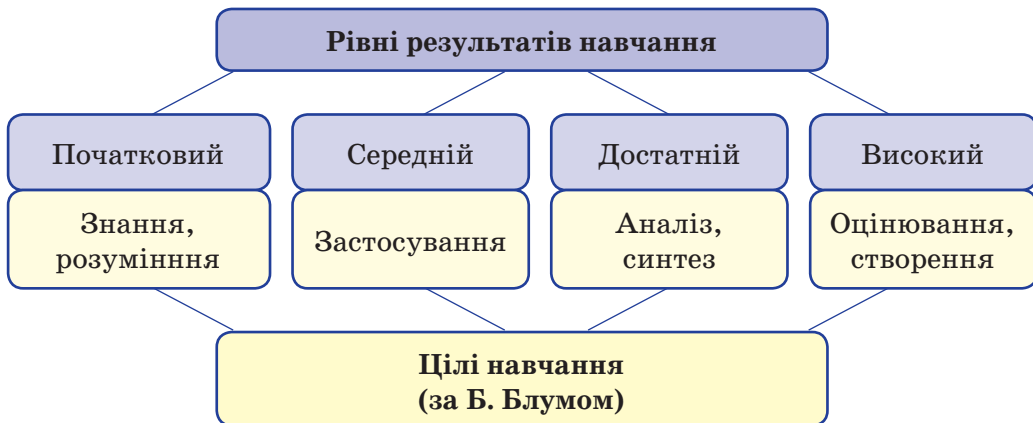 Рівні результатів навчання
Початковий
Середній
Достатній
Високий
Знання,
розумінння
Застосування
Аналіз,
синтез
Оцінювання,
створення
Цілі навчання
(за Б. Блумом)